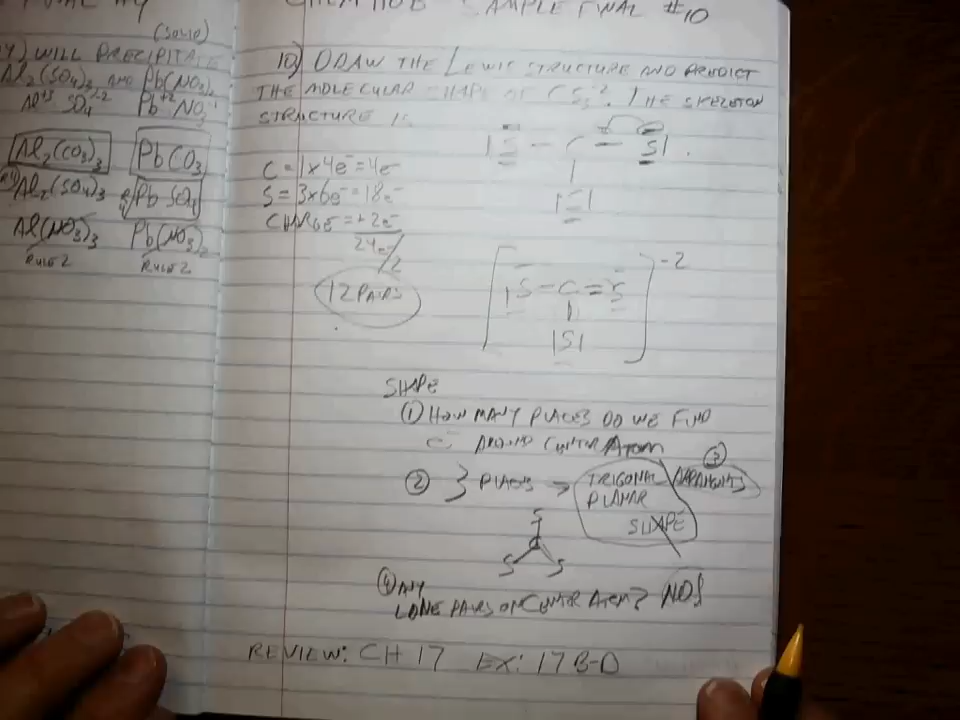 SAMPLE FINAL #10
(SOLID)
WILL PRECIPITATE
Al2(SO4)3 AND Pb(NO3)2
Al+3 SO4-2 Pb+2 NO3-1
Al2(CO3)3 PbCO3
Al2(SO4)3 PbSO4
Al(NO3)3 Pb(NO3)2
RULE 2 RULE 2
10) DRAW THE LEWIS STRUCTURE AND PREDICT
THE MOLECULAR SHAPE OF CS3-2. THE SKELETON
STRUCTURE IS
|S - C - S|.
|
|S|
C = 1 x 4e- = 4e-
S = 3 x 6e- = 18e-
CHARGE = +2e-
24e-/2
12 PAIRS
[|S - C = S
|
|S|]-2
SHAPE
① HOW MANY PLACES DO WE FIND
e- AROUND CENTER ATOM
② 3 PLACES → TRIGONAL PLANAR SHAPE
③
S
C
S S
④ ANY
LONE PAIRS ON CENTER ATOM? NO!
REVIEW: CH 17 EX: 17 B-D